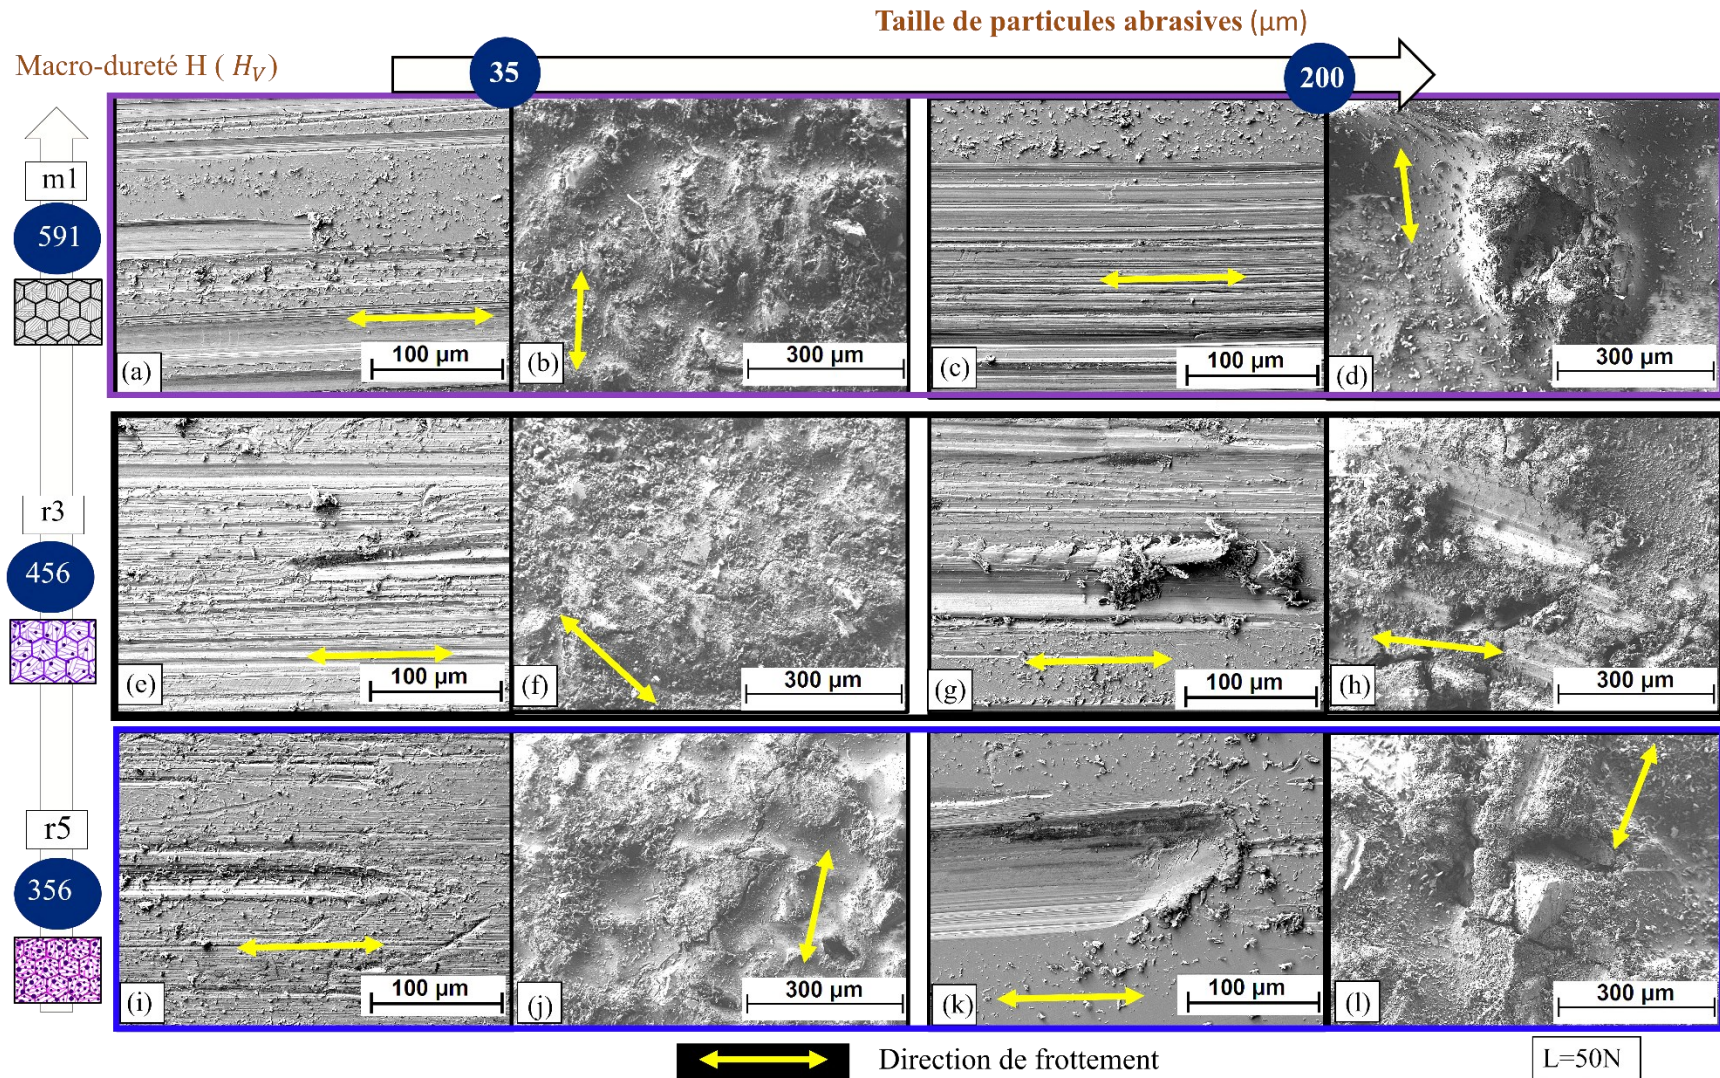 Taille de particules abrasives (μm)
Macro-dureté H ( H_V)
35
200
m1
591
(a)
100 μm
(b)
300 μm
(c)
100 μm
(d)
300 μm
r3
456
(e)
100 μm
(f)
300 μm
(g)
100 μm
(h)
300 μm
r5
356
(i)
100 μm
(j)
300 μm
(k)
100 μm
(l)
300 μm
Direction de frottement
L=50N